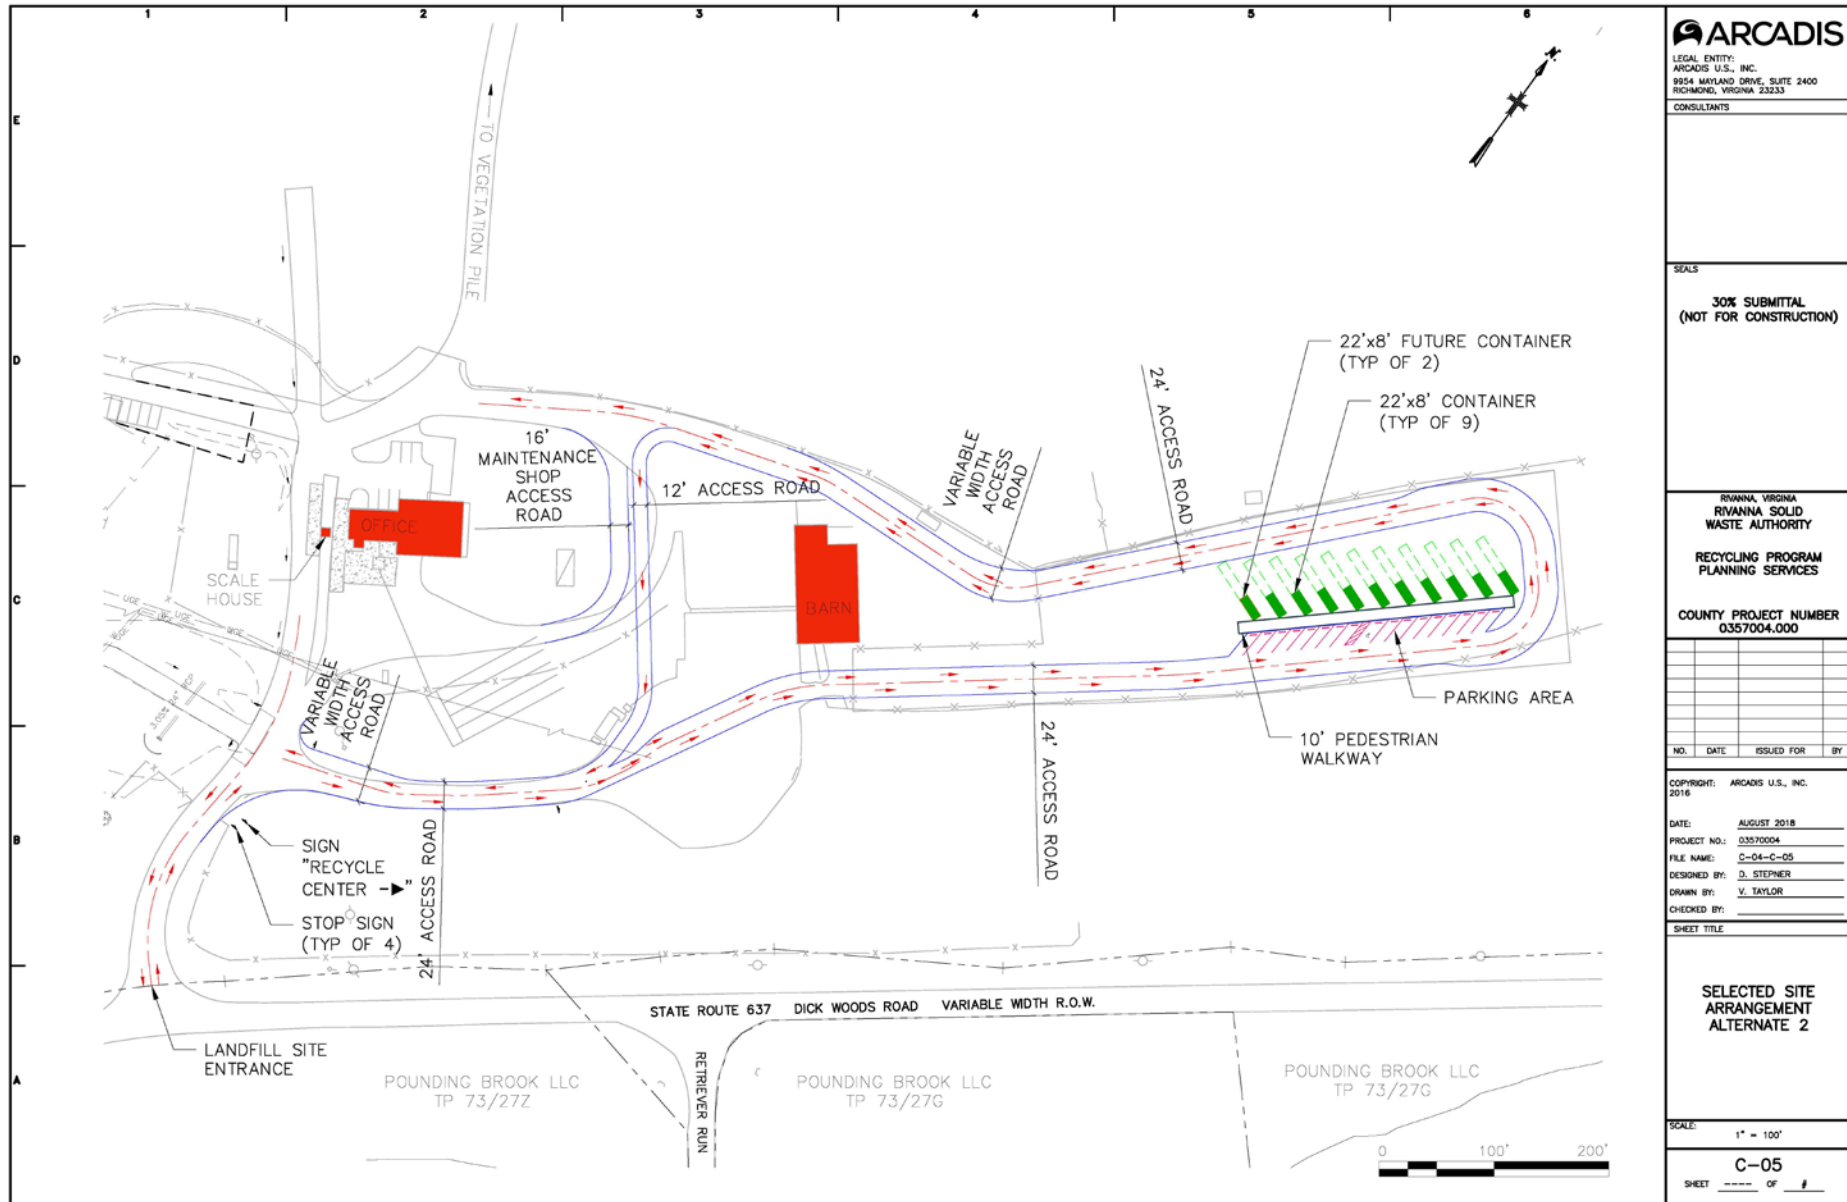 1 2 3 4 5 6
E
D
C
B
A
N
TO VEGETATION PILE
22'x8' FUTURE CONTAINER
(TYP OF 2)
22'x8' CONTAINER
(TYP OF 9)
24' ACCESS ROAD
VARIABLE
WIDTH
ACCESS
ROAD
16'
MAINTENANCE
SHOP
ACCESS
ROAD
12' ACCESS ROAD
OFFICE
SCALE
HOUSE
BARN
UGE UGE UGE UGE
3.05% 24" RCP
VARIABLE
WIDTH
ACCESS
ROAD
PARKING AREA
10' PEDESTRIAN
WALKWAY
24' ACCESS ROAD
24' ACCESS ROAD
SIGN
"RECYCLE
CENTER -►"
STOP SIGN
(TYP OF 4)
STATE ROUTE 637 DICK WOODS ROAD VARIABLE WIDTH R.O.W.
LANDFILL SITE
ENTRANCE
RETRIEVER RUN
POUNDING BROOK LLC
TP 73/27Z
POUNDING BROOK LLC
TP 73/27G
POUNDING BROOK LLC
TP 73/27G
0 100' 200'
ARCADIS
LEGAL ENTITY:
ARCADIS U.S., INC.
9954 MAYLAND DRIVE, SUITE 2400
RICHMOND, VIRGINIA 23233
CONSULTANTS
SEALS
30% SUBMITTAL
(NOT FOR CONSTRUCTION)
RIVANNA, VIRGINIA
RIVANNA SOLID
WASTE AUTHORITY
RECYCLING PROGRAM
PLANNING SERVICES
COUNTY PROJECT NUMBER
0357004.000
NO. DATE ISSUED FOR BY
COPYRIGHT: ARCADIS U.S., INC.
2016
DATE: AUGUST 2018
PROJECT NO.: 03570004
FILE NAME: C-04-C-05
DESIGNED BY: D. STEPNER
DRAWN BY: V. TAYLOR
CHECKED BY:
SHEET TITLE
SELECTED SITE
ARRANGEMENT
ALTERNATE 2
SCALE:
1" = 100'
C-05
SHEET ---- OF #